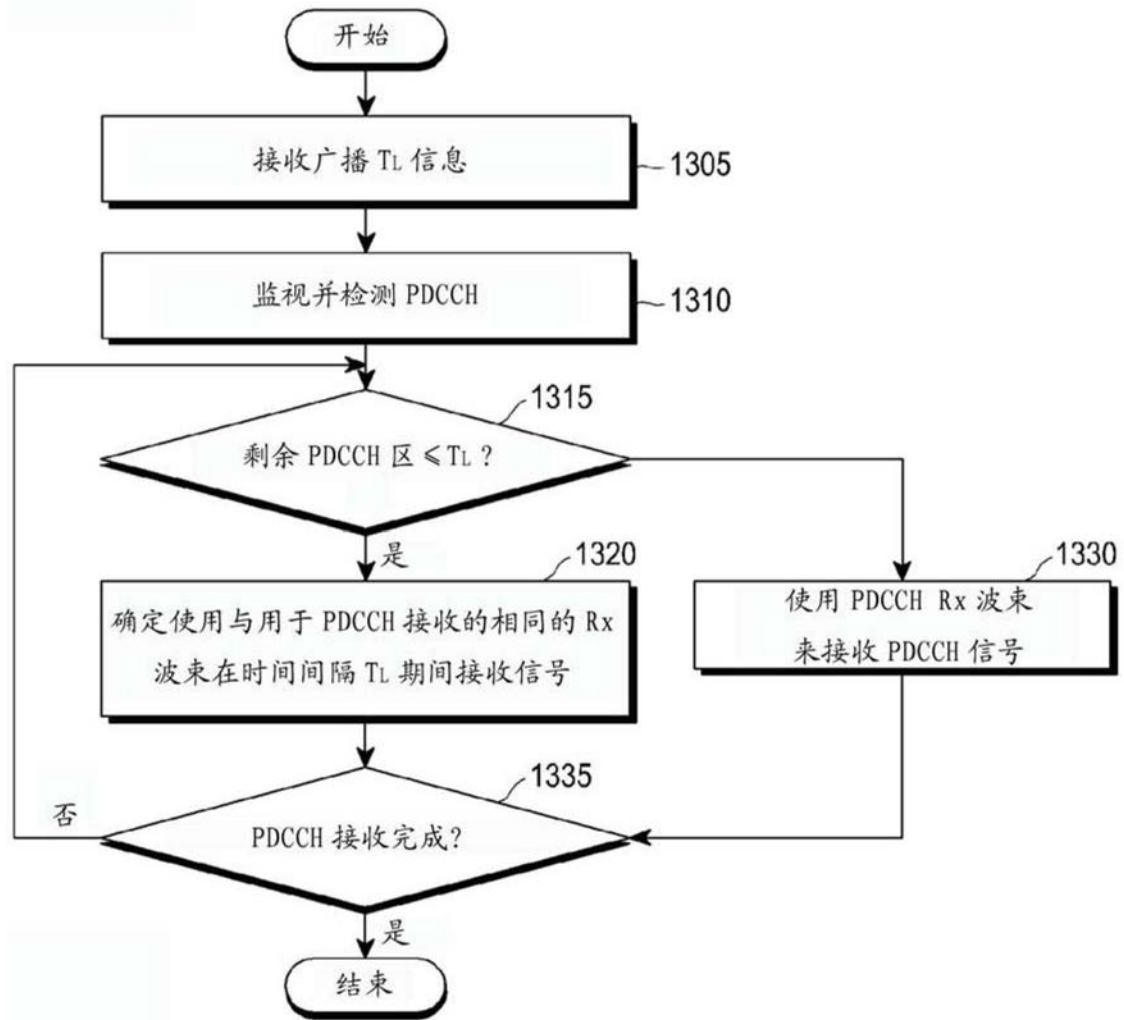 开始
接收广播 TL 信息
1305
监视并检测 PDCCH
1310
1315
剩余 PDCCH 区 ≤ TL ?
是
1320
确定使用与用于 PDCCH 接收的相同的 Rx
波束在时间间隔 TL 期间接收信号
1330
使用 PDCCH Rx 波束
来接收 PDCCH 信号
1335
否
PDCCH 接收完成?
是
结束